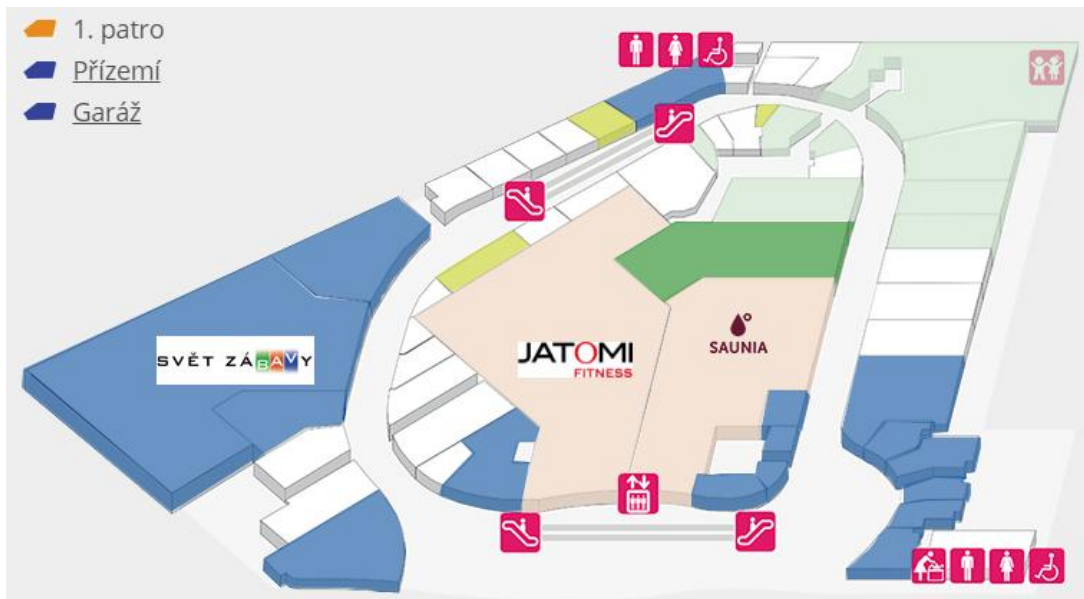 1. patro
Přízemí
Garáž
SVĚT ZÁBAVY
JATOMI
FITNESS
SAUNIA